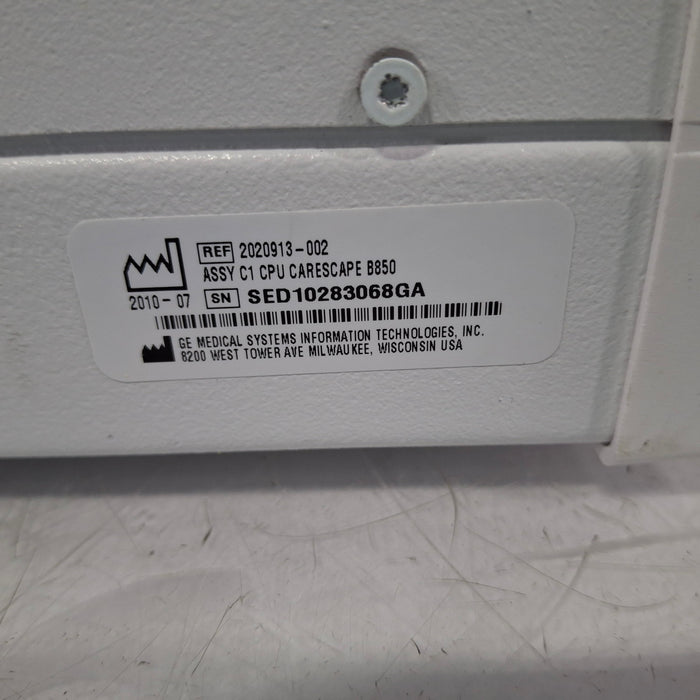 REF 2020913-002
ASSY C1 CPU CARESCAPE B850
2010-07 SN SED10283068GA
GE MEDICAL SYSTEMS INFORMATION TECHNOLOGIES, INC.
8200 WEST TOWER AVE MILWAUKEE, WISCONSIN USA